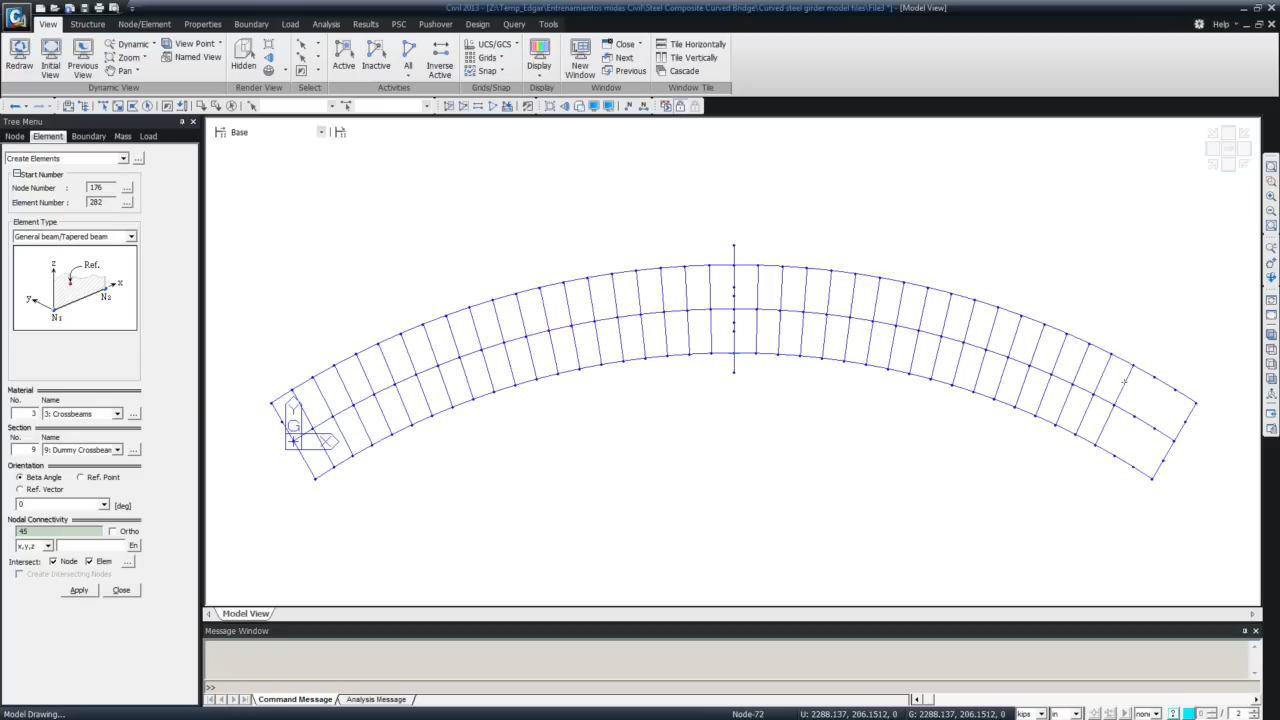 Civil 2013 - [Z:\Temp_Edgar\Entrenamientos modas Civil\Steel Composite Curved Bridge\Curved steel girder model files\File3 *] - [Model View]
View Structure Node/Element Properties Boundary Load Analysis Results PSC Pushover Design Query Tools Help
Redraw Initial View Previous View Dynamic Zoom Pan View Point Named View Hidden Active Inactive All Inverse Active UCS/GCS Grids Snap Display New Window Close Next Previous Tile Horizontally Tile Vertically Cascade
Dynamic View Render View Select Activities Grids/Snap Display Window Window Tile
Tree Menu
Node Element Boundary Mass Load
Base
Create Elements
Start Number
Node Number : 176
Element Number : 282
Element Type
General beam/Tapered beam
z Ref. x y N2 N1
Material
No. Name
3 3: Crossbeams
Section
No. Name
9 9: Dummy Crossbean
Orientation
Beta Angle Ref. Point
Ref. Vector
0 [deg]
Nodal Connectivity
45 Ortho
x,y,z En
Intersect: Node Elem
Create Intersecting Nodes
Apply Close
Y
G X
Model View
Message Window
>>
Command Message Analysis Message
Model Drawing... Node-72 U: 2288.137, 206.1512, 0 G: 2288.137, 206.1512, 0 kips in none 0 2